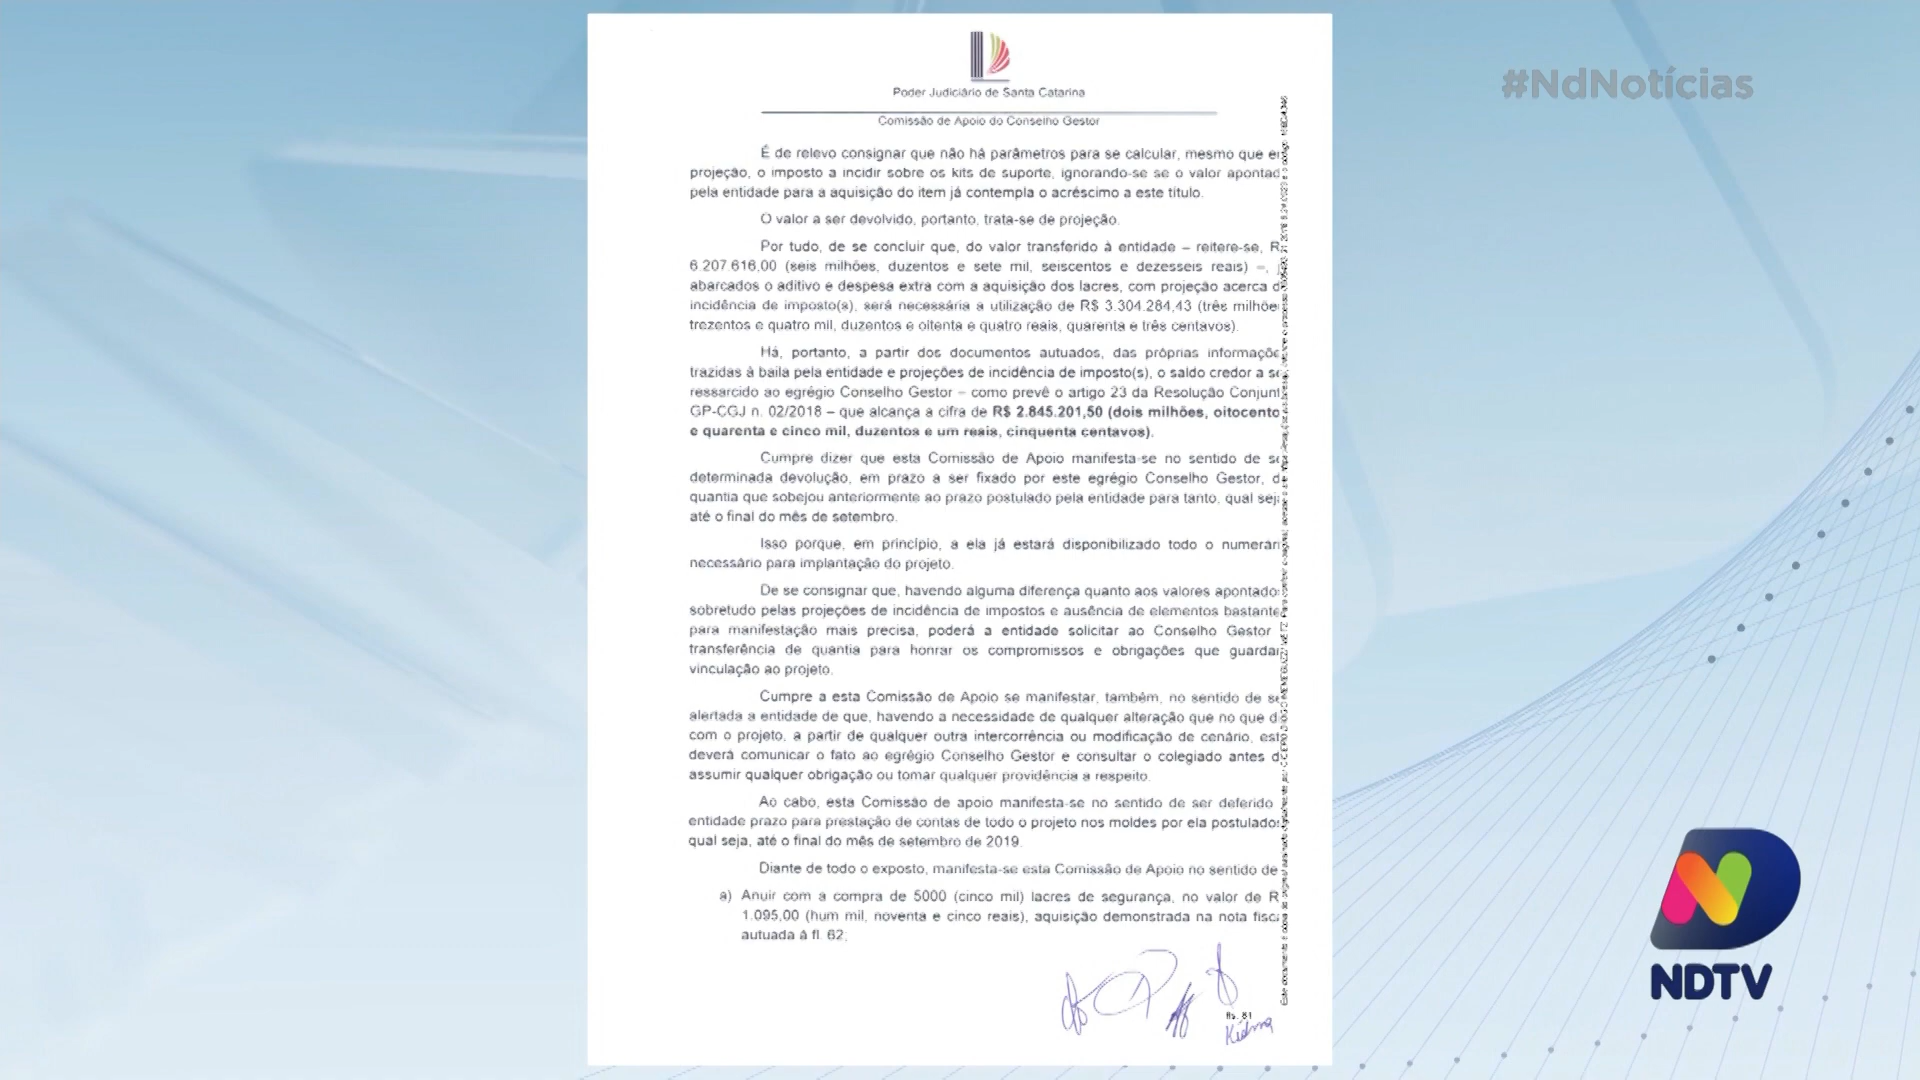 #NdNotícias
Poder Judiciário de Santa Catarina
Comissão de Apoio do Conselho Gestor
É de relevo consignar que não há parâmetros para se calcular, mesmo que e
projeção, o imposto a incidir sobre os kits de suporte, ignorando-se se o valor apontad
pela entidade para a aquisição do item já contempla o acréscimo a este título.
O valor a ser devolvido, portanto, trata-se de projeção.
Por tudo, de se concluir que, do valor transferido à entidade – reitere-se, R
6.207.616,00 (seis milhões, duzentos e sete mil, seiscentos e dezesseis reais) –, j
abarcados o aditivo e despesa extra com a aquisição dos lacres, com projeção acerca d
incidência de imposto(s), será necessária a utilização de R$ 3.304.284,43 (três milhõe
trezentos e quatro mil, duzentos e oitenta e quatro reais, quarenta e três centavos).
Há, portanto, a partir dos documentos autuados, das próprias informaçõe
trazidas à baila pela entidade e projeções de incidência de imposto(s), o saldo credor a se
ressarcido ao egrégio Conselho Gestor – como prevê o artigo 23 da Resolução Conjunt
GP-CGJ n. 02/2018 – que alcança a cifra de R$ 2.845.201,50 (dois milhões, oitocento
e quarenta e cinco mil, duzentos e um reais, cinquenta centavos).
Cumpre dizer que esta Comissão de Apoio manifesta-se no sentido de se
determinada devolução, em prazo a ser fixado por este egrégio Conselho Gestor, d
quantia que sobejou anteriormente ao prazo postulado pela entidade para tanto, qual sej
até o final do mês de setembro.
Isso porque, em princípio, a ela já estará disponibilizado todo o numerári
necessário para implantação do projeto.
De se consignar que, havendo alguma diferença quanto aos valores apontado
sobretudo pelas projeções de incidência de impostos e ausência de elementos bastante
para manifestação mais precisa, poderá a entidade solicitar ao Conselho Gestor
transferência de quantia para honrar os compromissos e obrigações que guardar
vinculação ao projeto.
Cumpre a esta Comissão de Apoio se manifestar, também, no sentido de se
alertada a entidade de que, havendo a necessidade de qualquer alteração que no que d
com o projeto, a partir de qualquer outra intercorrência ou modificação de cenário, est
deverá comunicar o fato ao egrégio Conselho Gestor e consultar o colegiado antes d
assumir qualquer obrigação ou tomar qualquer providência a respeito.
Ao cabo, esta Comissão de apoio manifesta-se no sentido de ser deferido
entidade prazo para prestação de contas de todo o projeto nos moldes por ela postulado
qual seja, até o final do mês de setembro de 2019.
Diante de todo o exposto, manifesta-se esta Comissão de Apoio no sentido de
a) Anuir com a compra de 5000 (cinco mil) lacres de segurança, no valor de R
1.095,00 (hum mil, noventa e cinco reais), aquisição demonstrada na nota fisc
autuada à fl. 62;
fls. 81
NDTV